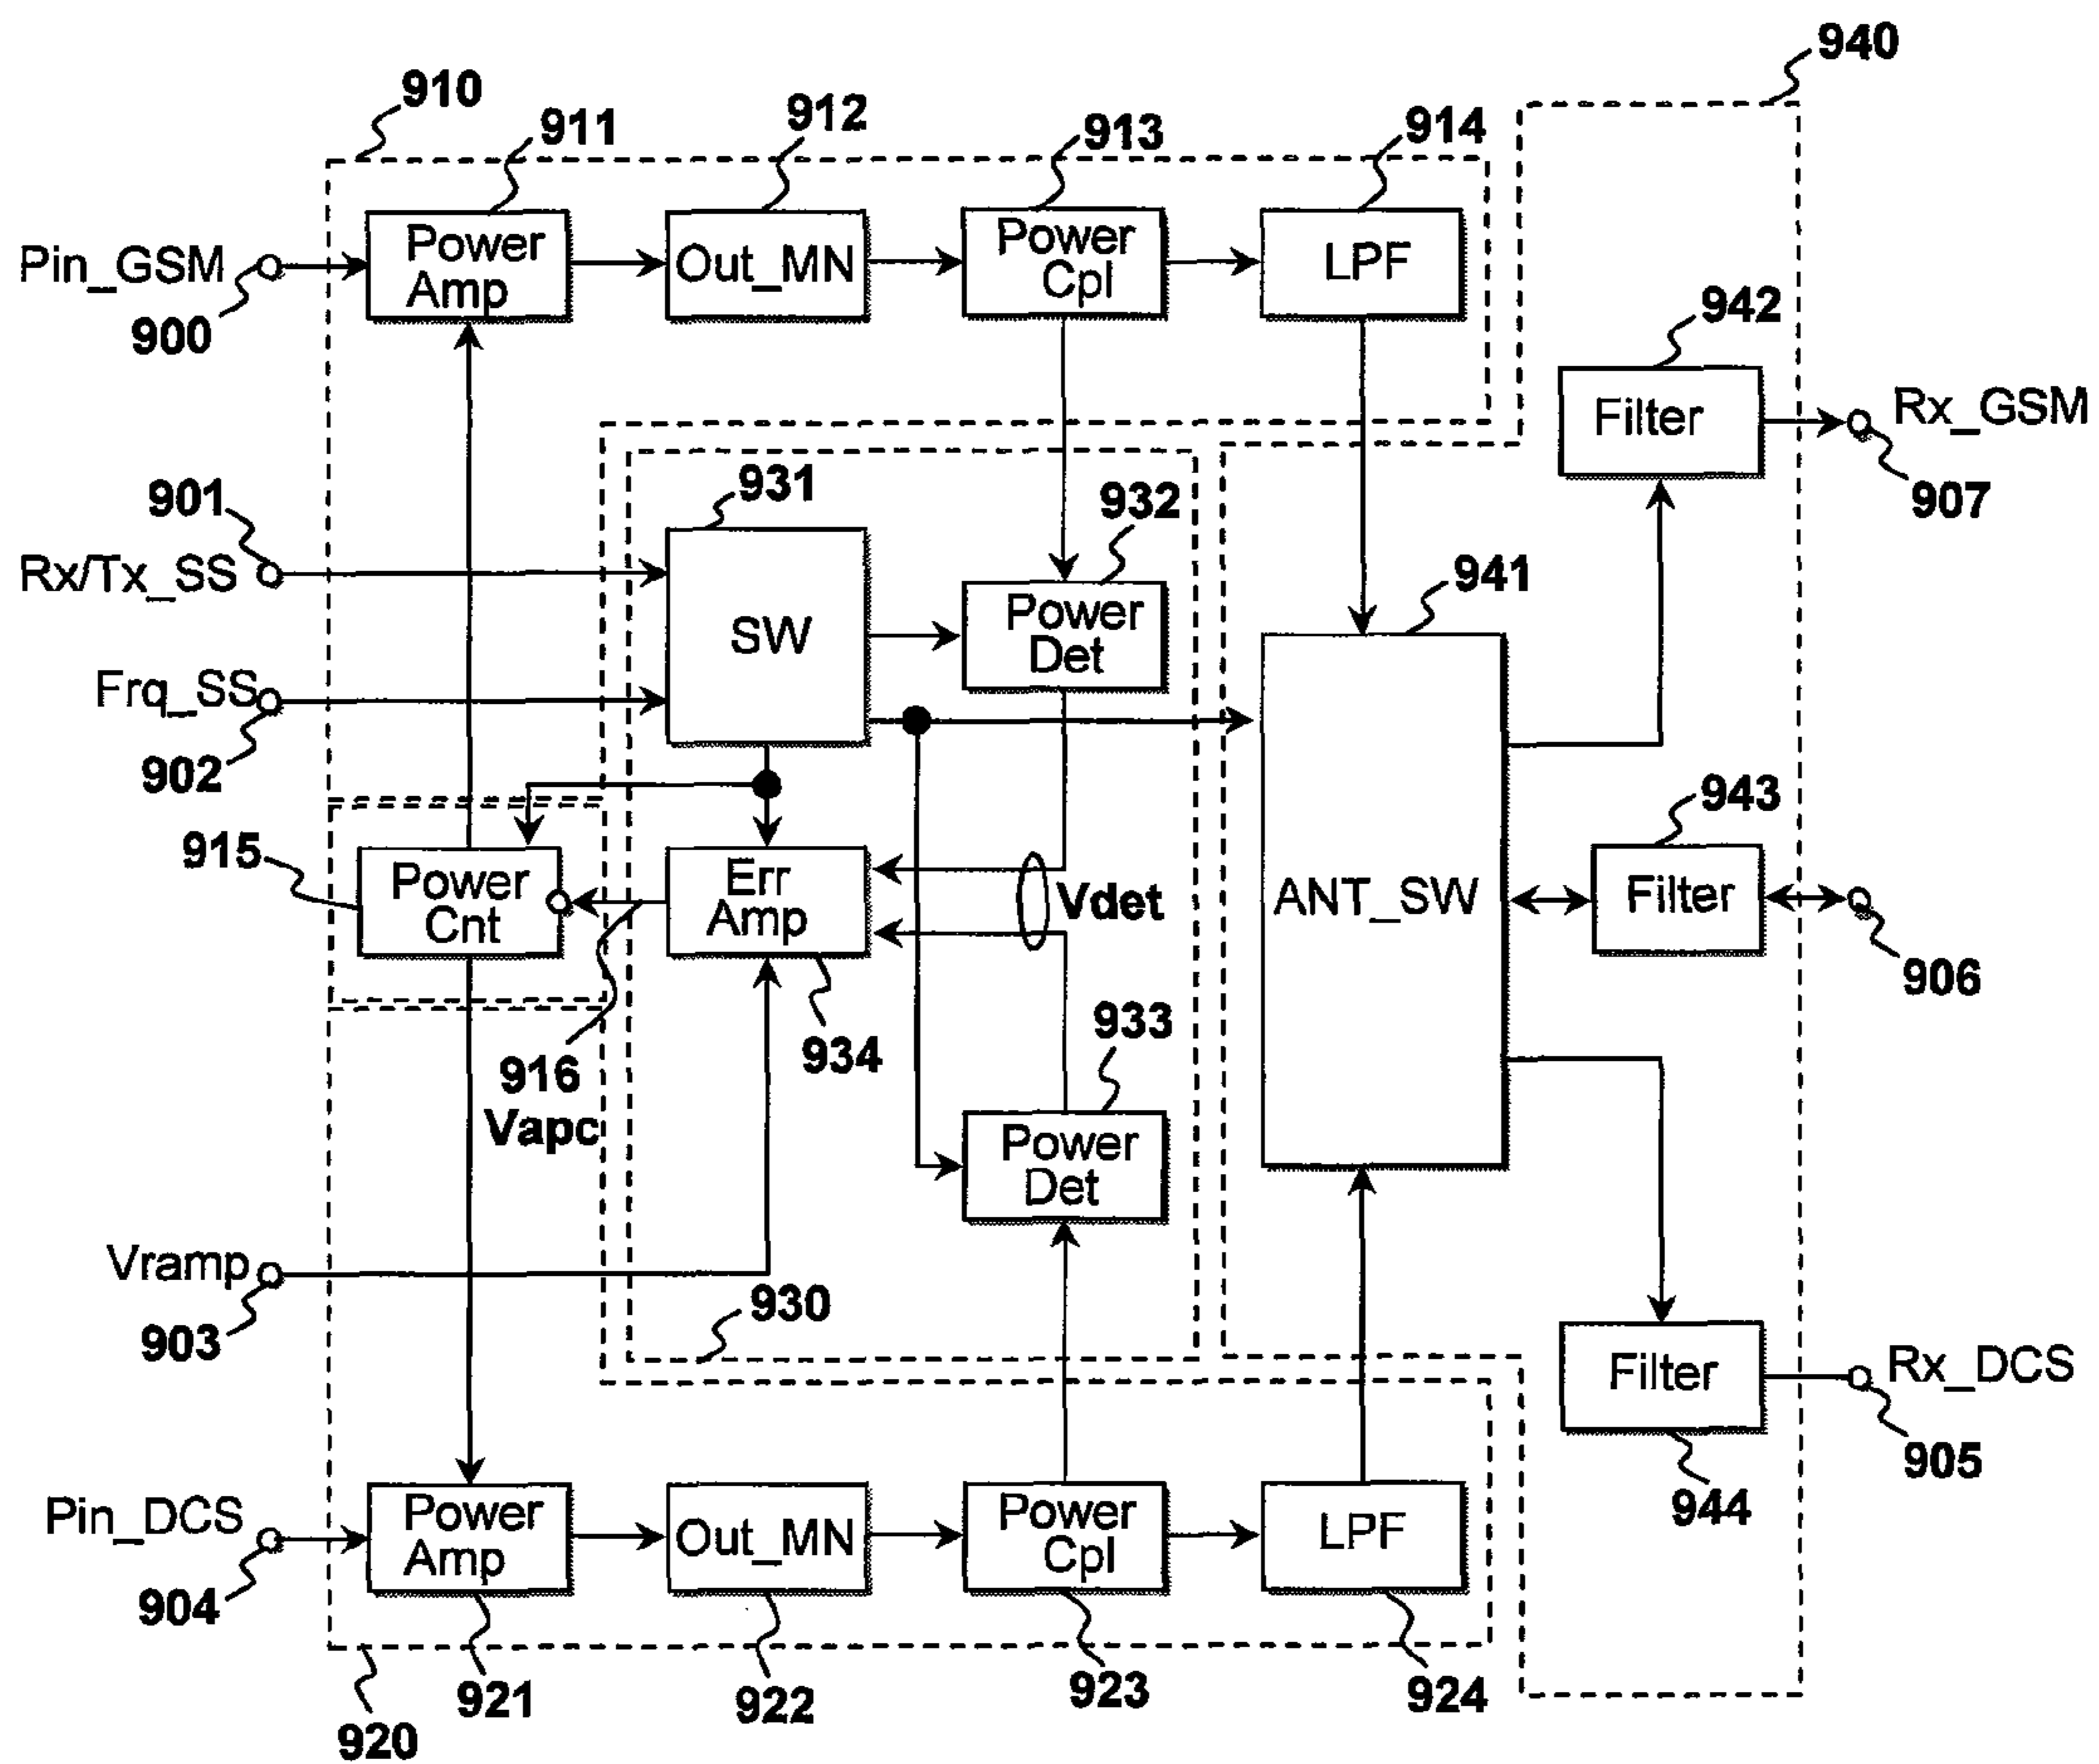 940
910
911
912
913
914
Pin_GSM
900
Power
Amp
Out_MN
Power
Cpl
LPF
942
Filter
Rx_GSM
907
901
Rx/Tx_SS
931
932
SW
Power
Det
941
Frq_SS
902
943
915
Power
Cnt
Err
Amp
Vdet
ANT_SW
Filter
906
916
Vapc
934
933
Power
Det
Vramp
903
930
Filter
Rx_DCS
905
944
Pin_DCS
904
Power
Amp
Out_MN
Power
Cpl
LPF
920
921
922
923
924